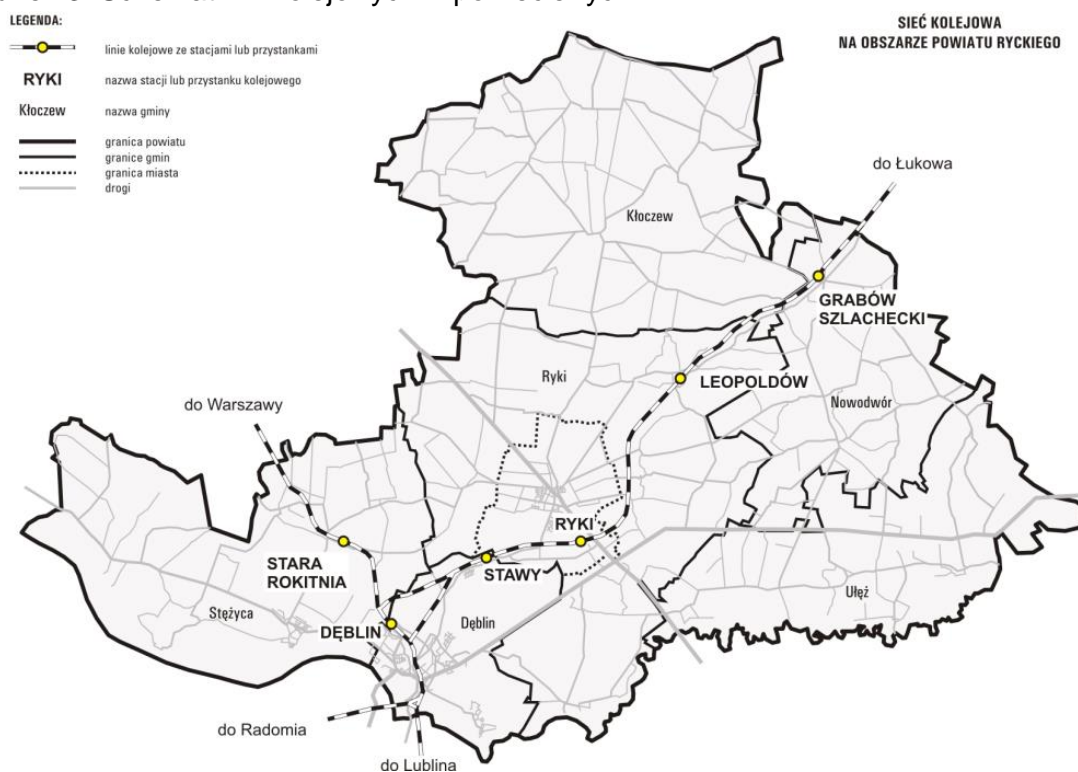 LEGENDA:
linie kolejowe ze stacjami lub przystankami
RYKI
nazwa stacji lub przystanku kolejowego
Kłoczew
nazwa gminy
granica powiatu
granice gmin
granica miasta
drogi
SIEĆ KOLEJOWA
NA OBSZARZE POWIATU RYCKIEGO
do Łukowa
Kłoczew
GRABÓW
SZLACHECKI
LEOPOLDÓW
Ryki
Nowodwór
do Warszawy
RYKI
STAWY
STARA
ROKITNIA
Ułęż
Stężyca
DĘBLIN
Dęblin
do Radomia
do Lublina